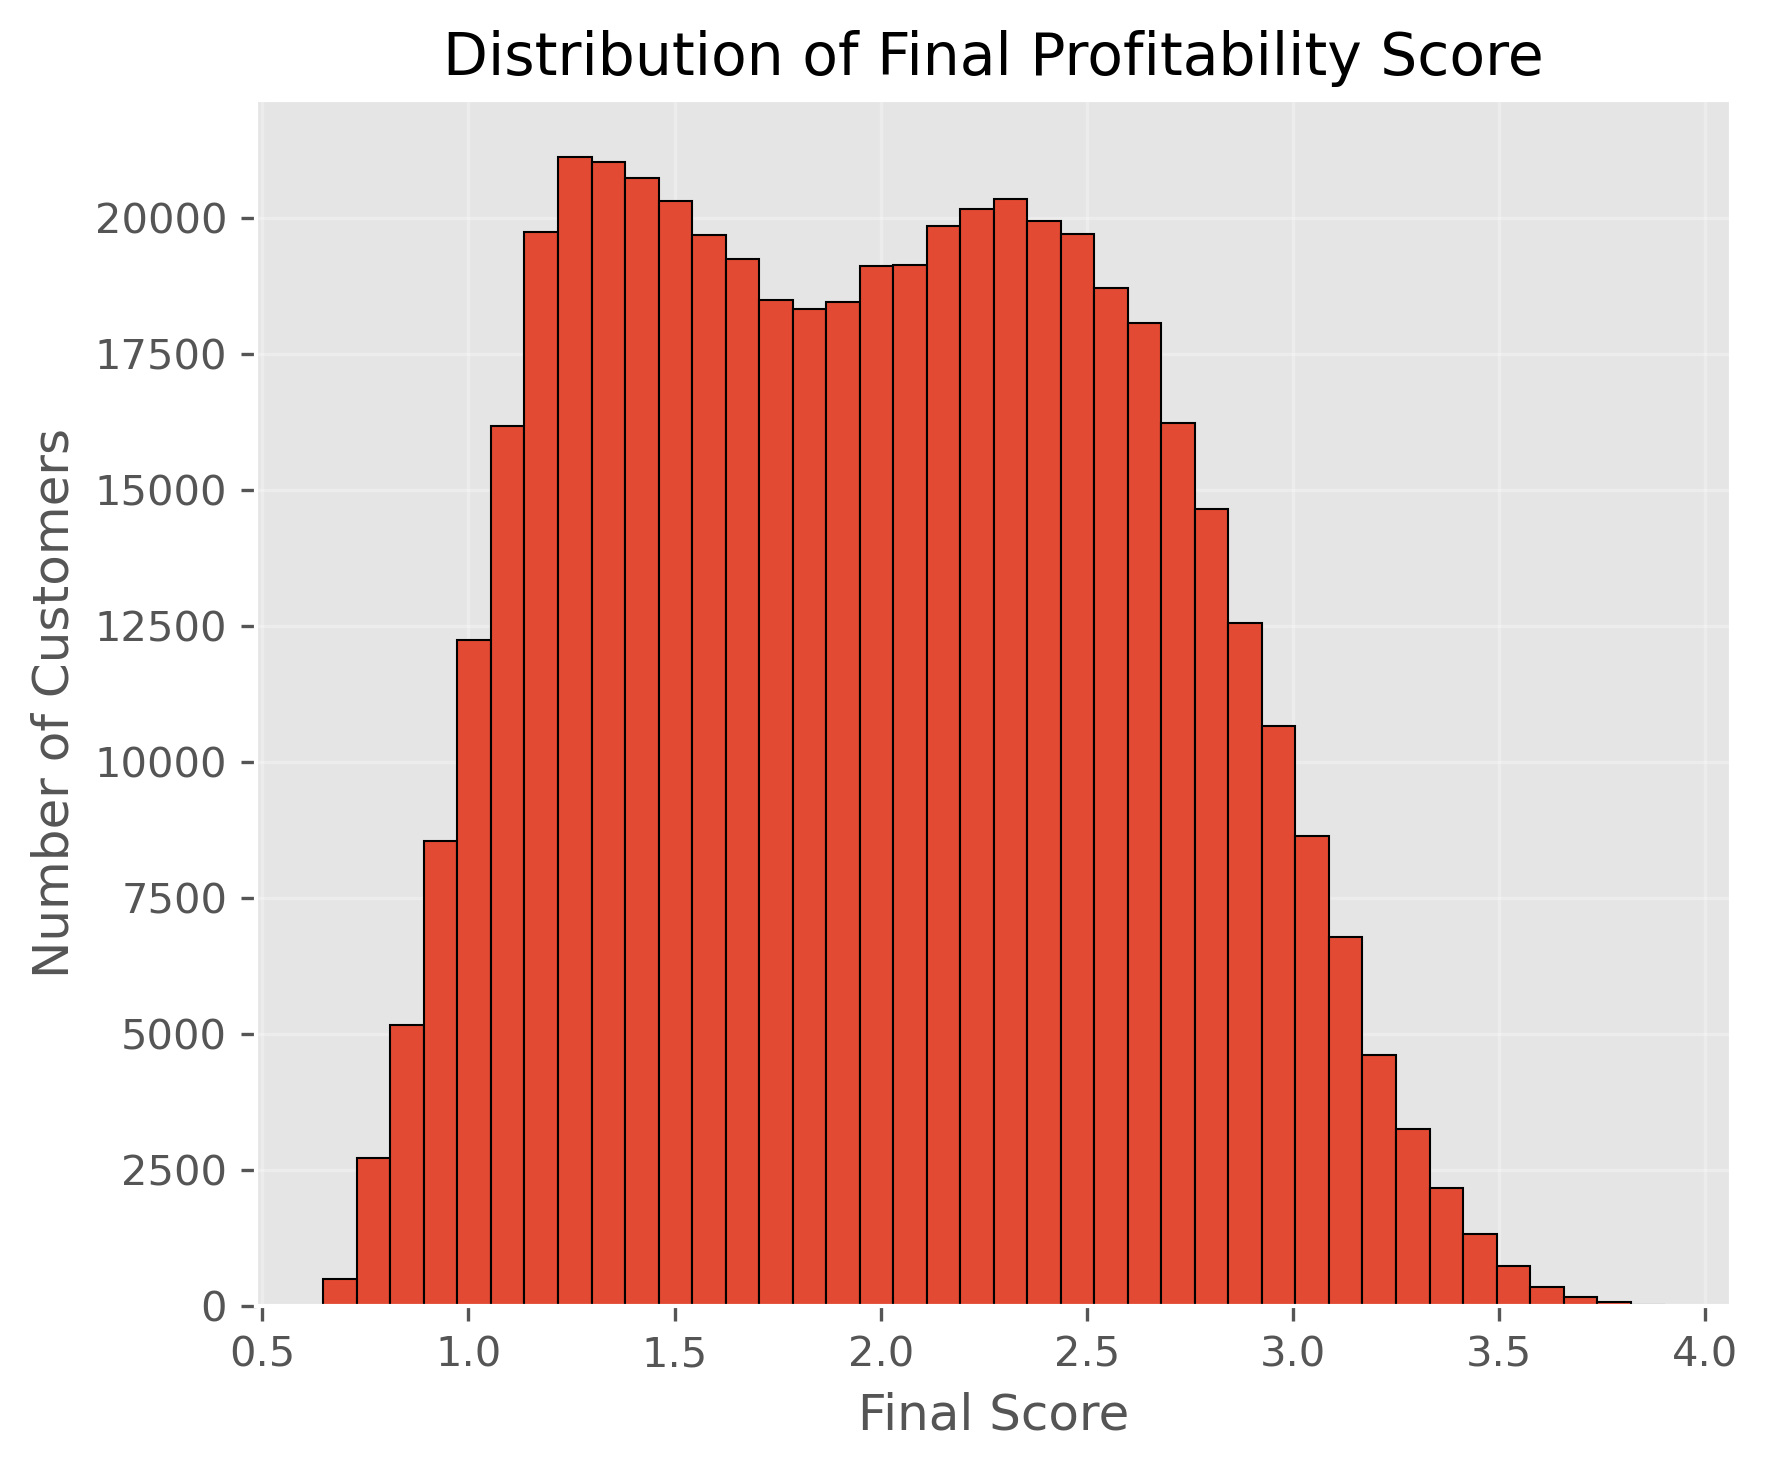 Distribution of Final Profitability Score
Number of Customers
20000
17500
15000
12500
10000
7500
5000
2500
0
0.5 1.0 1.5 2.0 2.5 3.0 3.5 4.0
Final Score